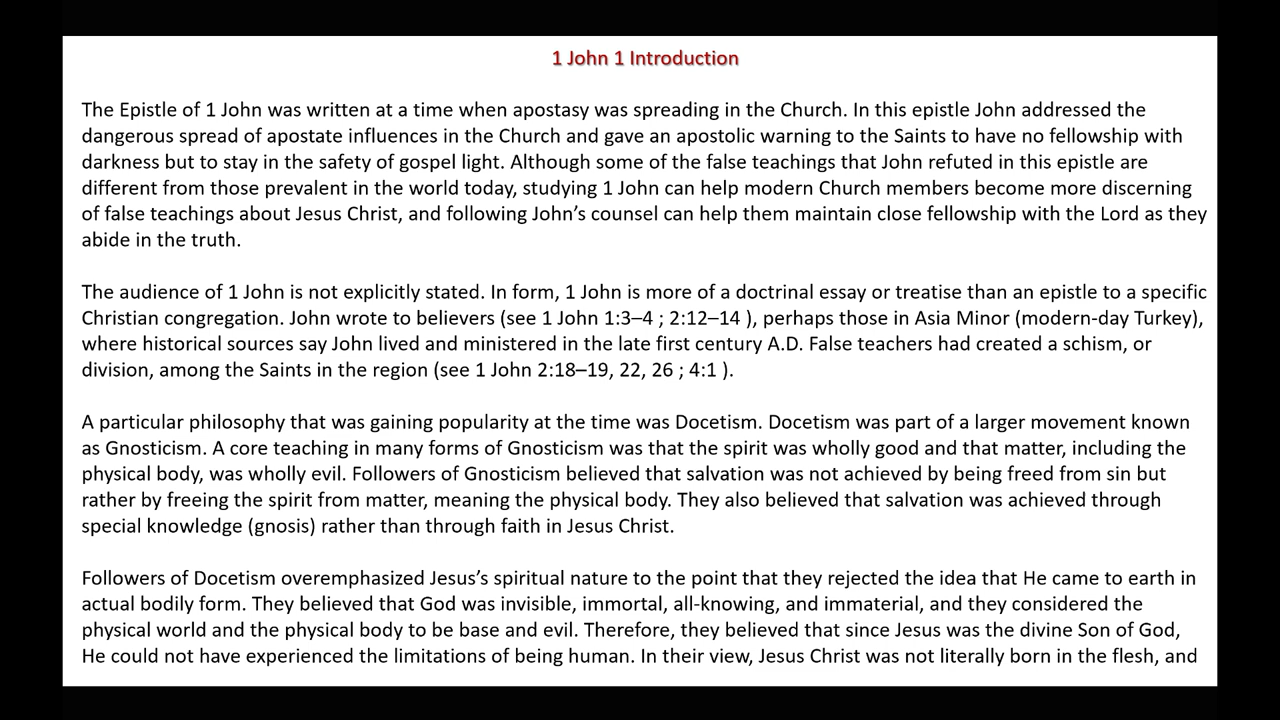 1 John 1 Introduction
The Epistle of 1 John was written at a time when apostasy was spreading in the Church. In this epistle John addressed the
dangerous spread of apostate influences in the Church and gave an apostolic warning to the Saints to have no fellowship with
darkness but to stay in the safety of gospel light. Although some of the false teachings that John refuted in this epistle are
different from those prevalent in the world today, studying 1 John can help modern Church members become more discerning
of false teachings about Jesus Christ, and following John’s counsel can help them maintain close fellowship with the Lord as they
abide in the truth.
The audience of 1 John is not explicitly stated. In form, 1 John is more of a doctrinal essay or treatise than an epistle to a specific
Christian congregation. John wrote to believers (see 1 John 1:3–4 ; 2:12–14 ), perhaps those in Asia Minor (modern-day Turkey),
where historical sources say John lived and ministered in the late first century A.D. False teachers had created a schism, or
division, among the Saints in the region (see 1 John 2:18–19, 22, 26 ; 4:1 ).
A particular philosophy that was gaining popularity at the time was Docetism. Docetism was part of a larger movement known
as Gnosticism. A core teaching in many forms of Gnosticism was that the spirit was wholly good and that matter, including the
physical body, was wholly evil. Followers of Gnosticism believed that salvation was not achieved by being freed from sin but
rather by freeing the spirit from matter, meaning the physical body. They also believed that salvation was achieved through
special knowledge (gnosis) rather than through faith in Jesus Christ.
Followers of Docetism overemphasized Jesus’s spiritual nature to the point that they rejected the idea that He came to earth in
actual bodily form. They believed that God was invisible, immortal, all-knowing, and immaterial, and they considered the
physical world and the physical body to be base and evil. Therefore, they believed that since Jesus was the divine Son of God,
He could not have experienced the limitations of being human. In their view, Jesus Christ was not literally born in the flesh, and